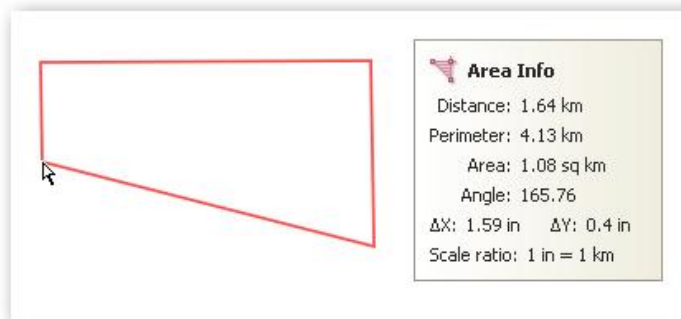 Area Info
Distance: 1.64 km
Perimeter: 4.13 km
Area: 1.08 sq km
Angle: 165.76
ΔX: 1.59 in ΔY: 0.4 in
Scale ratio: 1 in = 1 km